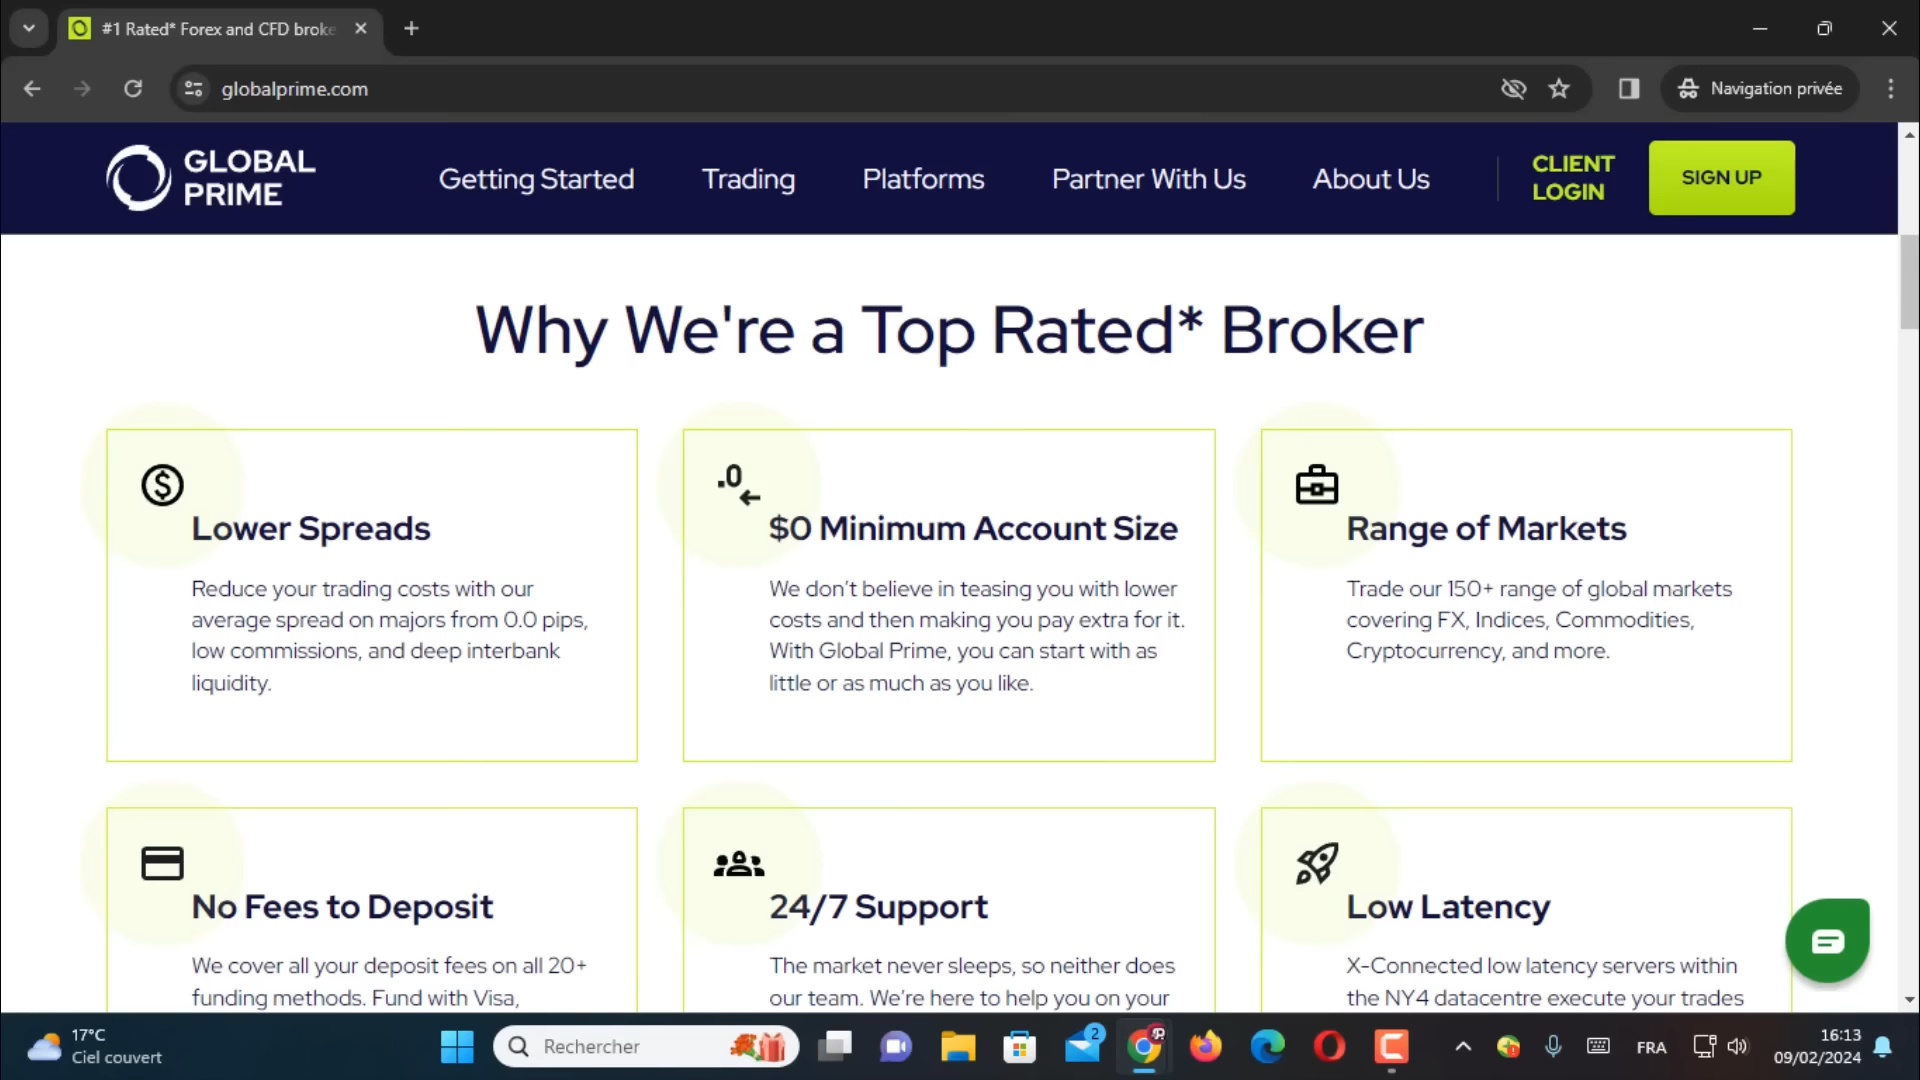 #1 Rated* Forex and CFD broke
globalprime.com
Navigation privée
GLOBAL
PRIME
Getting Started
Trading
Platforms
Partner With Us
About Us
CLIENT
LOGIN
SIGN UP
Why We're a Top Rated* Broker
Lower Spreads
Reduce your trading costs with our
average spread on majors from 0.0 pips,
low commissions, and deep interbank
liquidity.
.0
$0 Minimum Account Size
We don’t believe in teasing you with lower
costs and then making you pay extra for it.
With Global Prime, you can start with as
little or as much as you like.
Range of Markets
Trade our 150+ range of global markets
covering FX, Indices, Commodities,
Cryptocurrency, and more.
No Fees to Deposit
We cover all your deposit fees on all 20+
funding methods. Fund with Visa,
24/7 Support
The market never sleeps, so neither does
our team. We’re here to help you on your
Low Latency
X-Connected low latency servers within
the NY4 datacentre execute your trades
17°C
Ciel couvert
Rechercher
2
FRA
16:13
09/02/2024